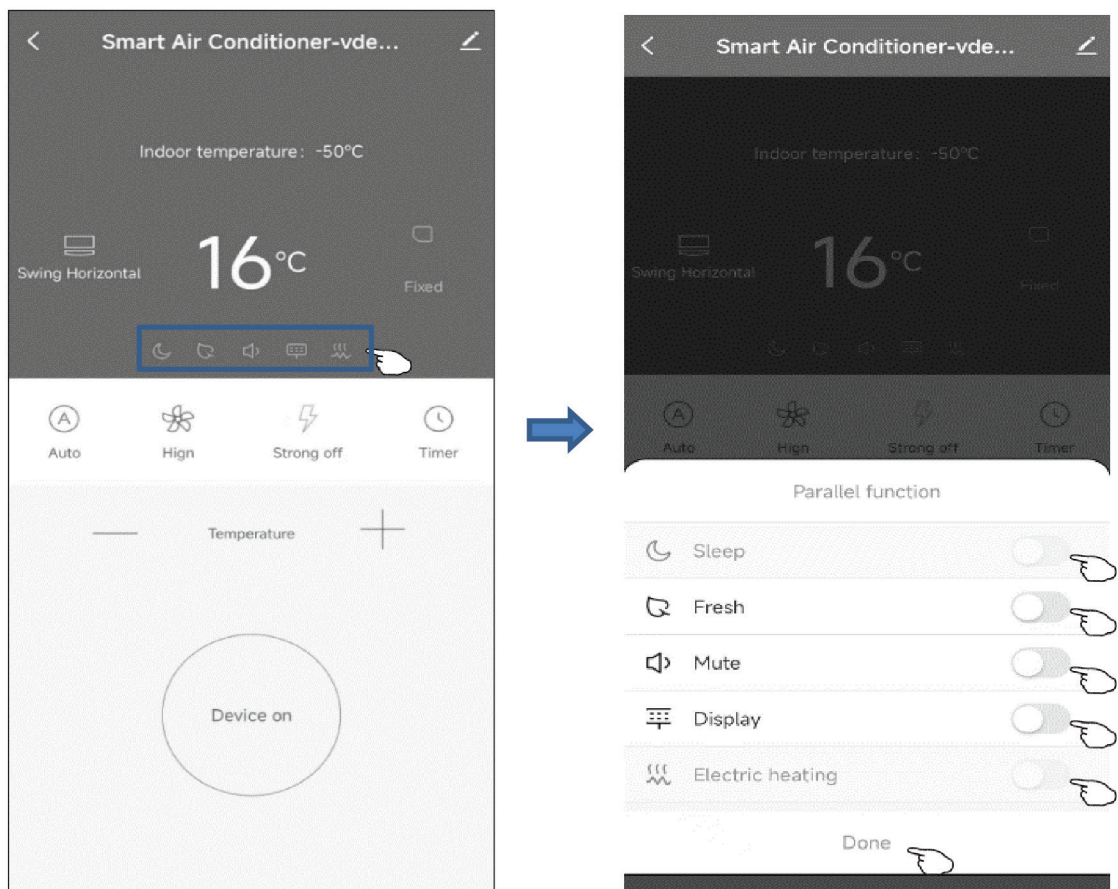 Smart Air Conditioner-vde...
Indoor temperature: -50°C
16°C
Swing Horizontal
Fixed
A
Auto
Hign
Strong off
Timer
Temperature
Device on
Smart Air Conditioner-vde...
Indoor temperature: -50°C
16°C
Swing Horizontal
Fixed
A
Auto
Hign
Strong off
Timer
Parallel function
Sleep
Fresh
Mute
Display
Electric heating
Done